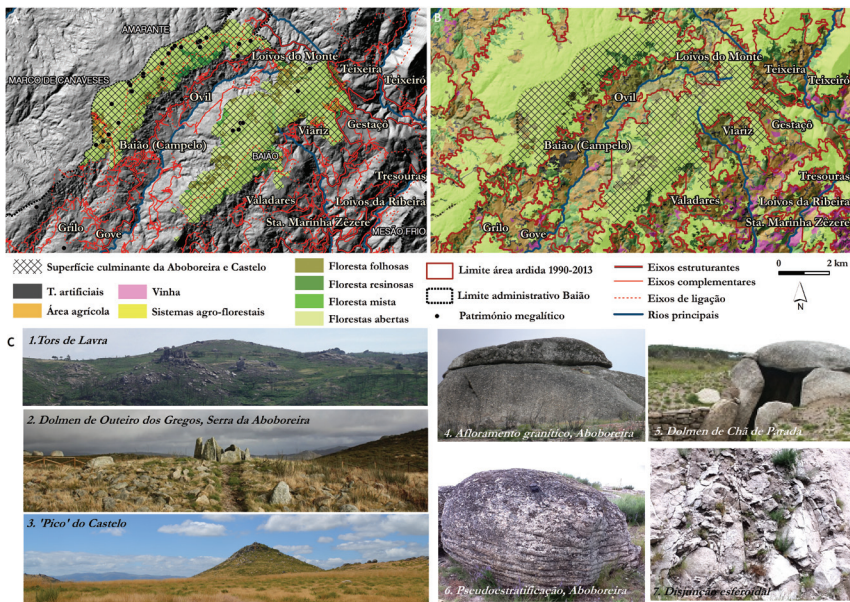 A
AMARANTE
MARCO DE CANAVESES
Loivos do Monte
Teixeira
Teixeiró
Ovil
Viariz
Gestaçô
Baião (Campelo)
BAIÃO
Tresouras
Valadares
Loivos da Ribeira
Sta. Marinha Zêzere
Grilo
Gove
MESÃO FRIO
B
Loivos do Monte
Teixeira
Teixeiró
Ovil
Viariz
Gestaçô
Baião (Campelo)
Tresouras
Valadares
Loivos da Ribeira
Sta. Marinha Zêzere
Grilo
Gove
Superfície culminante da Aboboreira e Castelo
T. artificiais
Vinha
Área agrícola
Sistemas agro-florestais
Floresta folhosas
Floresta resinosas
Floresta mista
Florestas abertas
Limite área ardida 1990-2013
Limite administrativo Baião
Património megalítico
Eixos estruturantes
Eixos complementares
Eixos de ligação
Rios principais
0 2 km
N
C
1.Tors de Lavra
2. Dolmen de Outeiro dos Gregos, Serra da Aboboreira
3. 'Pico' do Castelo
4. Afloramento granítico, Aboboreira
5. Dolmen de Chã de Parada
6. Pseudoestratificação, Aboboreira
7. Disjunção esferoidal